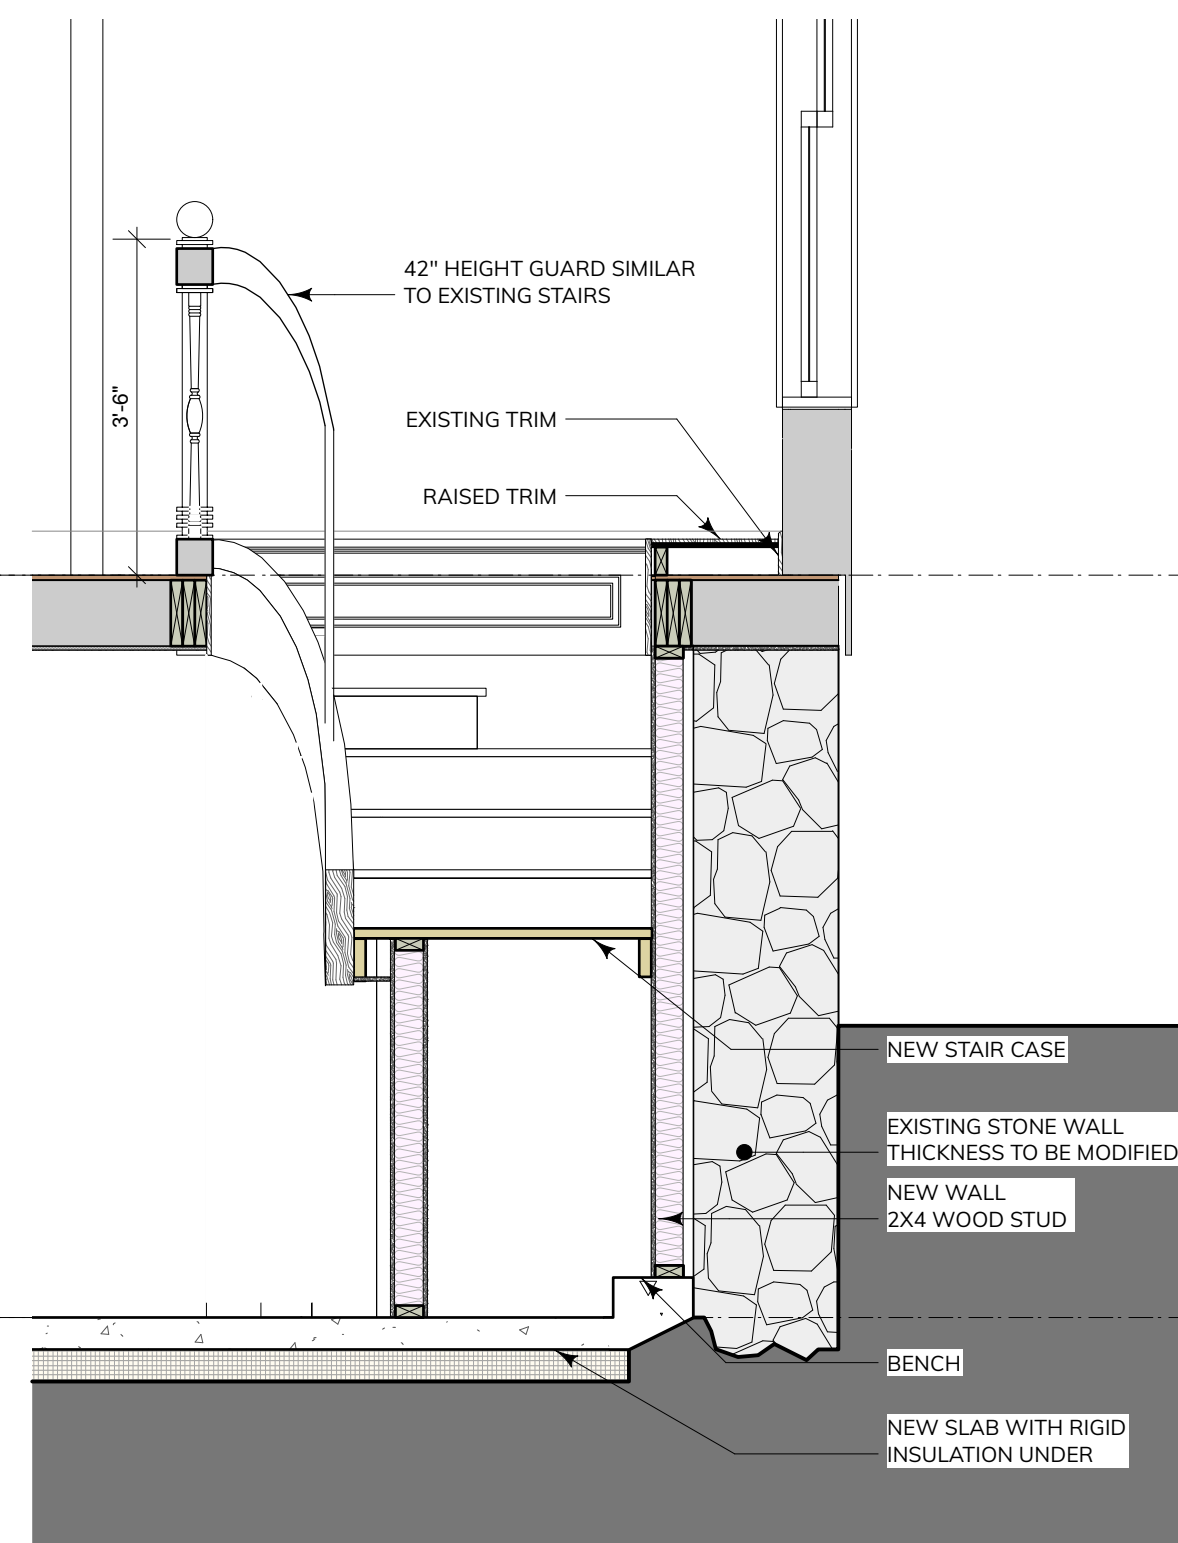 42" HEIGHT GUARD SIMILAR
TO EXISTING STAIRS
3'-6"
EXISTING TRIM
RAISED TRIM
NEW STAIR CASE
EXISTING STONE WALL
THICKNESS TO BE MODIFIED
NEW WALL
2X4 WOOD STUD
BENCH
NEW SLAB WITH RIGID
INSULATION UNDER